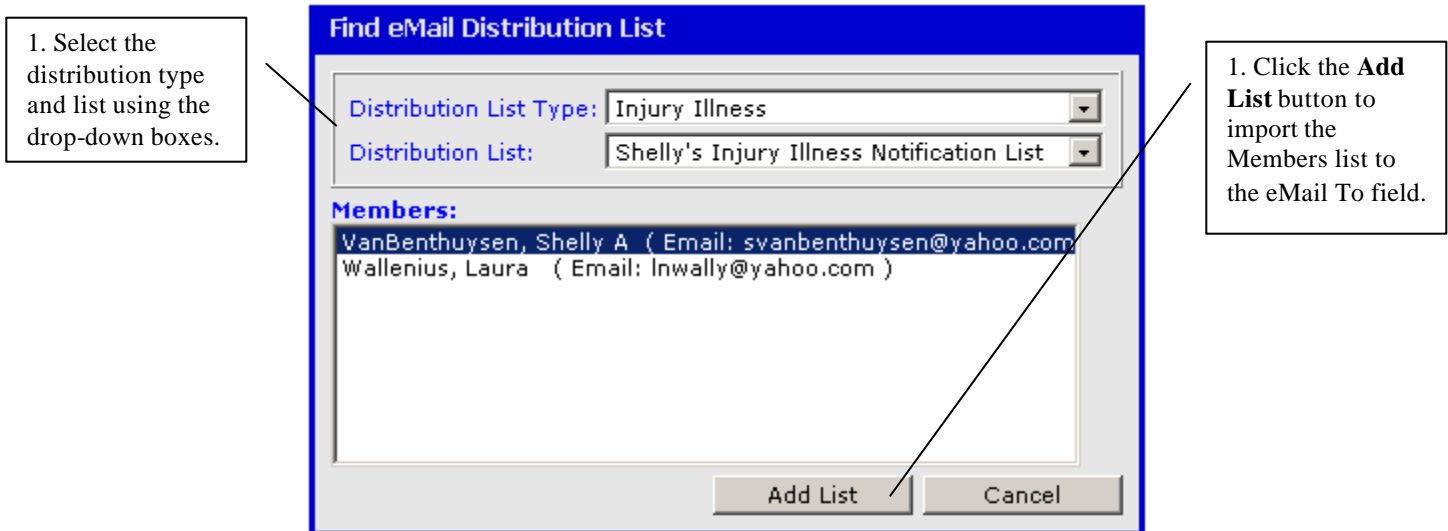 1. Select the
distribution type
and list using the
drop-down boxes.
Find eMail Distribution List
Distribution List Type: Injury Illness
Distribution List: Shelly's Injury Illness Notification List
Members:
VanBenthuysen, Shelly A ( Email: svanbenthuysen@yahoo.com
Wallenius, Laura ( Email: lnwally@yahoo.com )
Add List Cancel
1. Click the Add
List button to
import the
Members list to
the eMail To field.